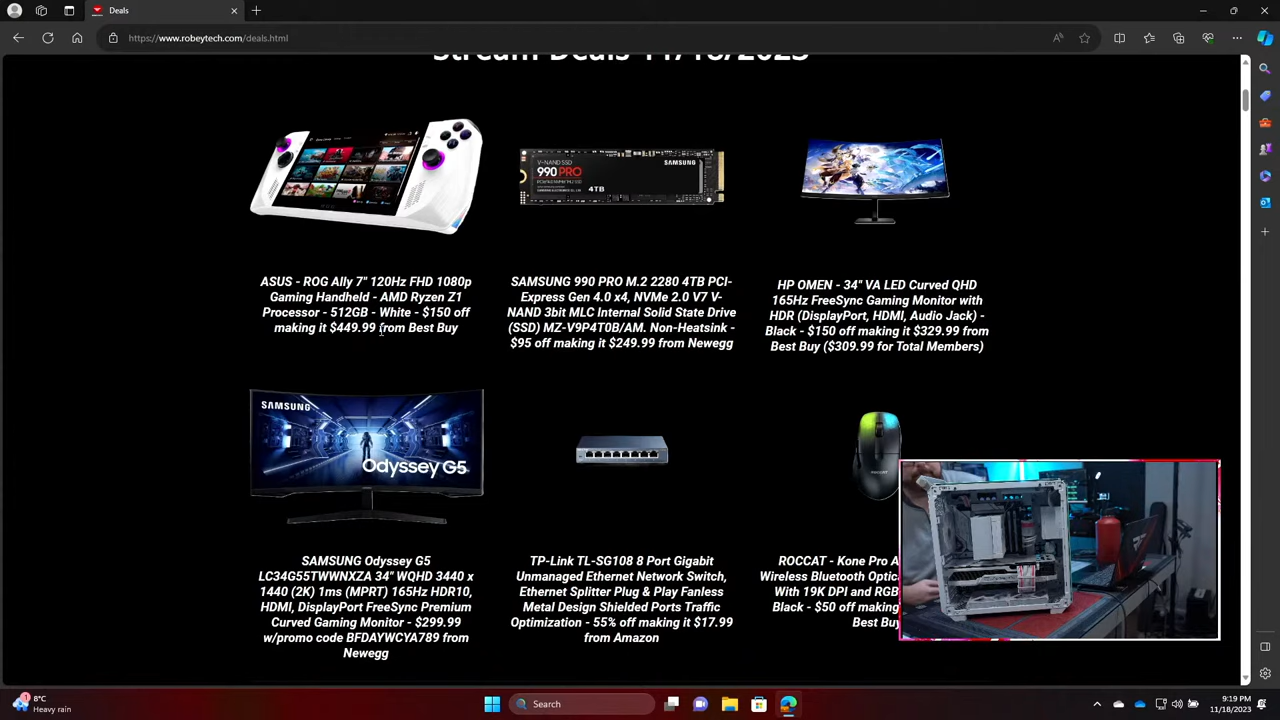 Deals
https://www.robeytech.com/deals.html
Stream Deals 11/18/2023
SAMSUNG
V-NAND SSD
990 PRO
4TB
ASUS - ROG Ally 7" 120Hz FHD 1080p
Gaming Handheld - AMD Ryzen Z1
Processor - 512GB - White - $150 off
making it $449.99 from Best Buy
SAMSUNG 990 PRO M.2 2280 4TB PCI-
Express Gen 4.0 x4, NVMe 2.0 V7 V-
NAND 3bit MLC Internal Solid State Drive
(SSD) MZ-V9P4T0B/AM. Non-Heatsink -
$95 off making it $249.99 from Newegg
HP OMEN - 34" VA LED Curved QHD
165Hz FreeSync Gaming Monitor with
HDR (DisplayPort, HDMI, Audio Jack) -
Black - $150 off making it $329.99 from
Best Buy ($309.99 for Total Members)
SAMSUNG
Odyssey G5
SAMSUNG Odyssey G5
LC34G55TWWNXZA 34" WQHD 3440 x
1440 (2K) 1ms (MPRT) 165Hz HDR10,
HDMI, DisplayPort FreeSync Premium
Curved Gaming Monitor - $299.99
w/promo code BFDAYWCYA789 from
Newegg
TP-Link TL-SG108 8 Port Gigabit
Unmanaged Ethernet Network Switch,
Ethernet Splitter Plug & Play Fanless
Metal Design Shielded Ports Traffic
Optimization - 55% off making it $17.99
from Amazon
ROCCAT - Kone Pro A
Wireless Bluetooth Optic
With 19K DPI and RGB
Black - $50 off making
Best Buy
8°C
Heavy rain
Search
9:19 PM
11/18/2023